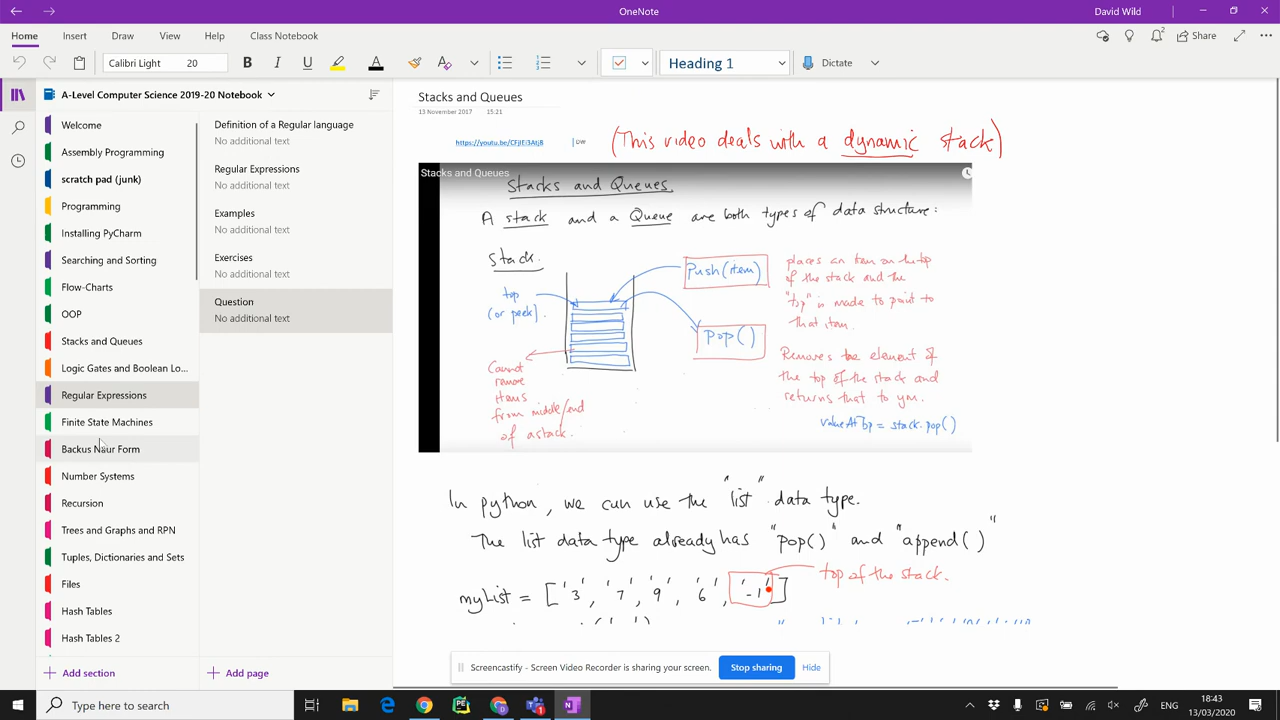 OneNote
David Wild
Home Insert Draw View Help Class Notebook
Share
Calibri Light 20 B I U A Heading 1 Dictate
A-Level Computer Science 2019-20 Notebook
Welcome
Assembly Programming
scratch pad (junk)
Programming
Installing PyCharm
Searching and Sorting
Flow-Charts
OOP
Stacks and Queues
Logic Gates and Boolean Lo...
Regular Expressions
Finite State Machines
Backus Naur Form
Number Systems
Recursion
Trees and Graphs and RPN
Tuples, Dictionaries and Sets
Files
Hash Tables
Hash Tables 2
Add section
Definition of a Regular language
No additional text
Regular Expressions
No additional text
Examples
No additional text
Exercises
No additional text
Question
No additional text
Add page
Stacks and Queues
13 November 2017 15:21
DW
(This video deals with a dynamic stack)
Stacks and Queues
Stacks and Queues.
A stack and a Queue are both types of data structure:
Stack.
top
(or peek).
Push(item)
places an item on the top
of the stack and the
"top" is made to point to
that item.
Pop()
Removes the element of
the top of the stack and
returns that to you.
valueAtTop = stack.pop()
Cannot
remove
items
from middle/end
of a stack.
In python, we can use the "list" data type.
The list data type already has "pop()" and "append()"
myList = ['3', '7', '9', '6', '-1']
top of the stack.
Screencastify - Screen Video Recorder is sharing your screen.
Stop sharing
Hide
Type here to search
ENG
18:43
13/03/2020